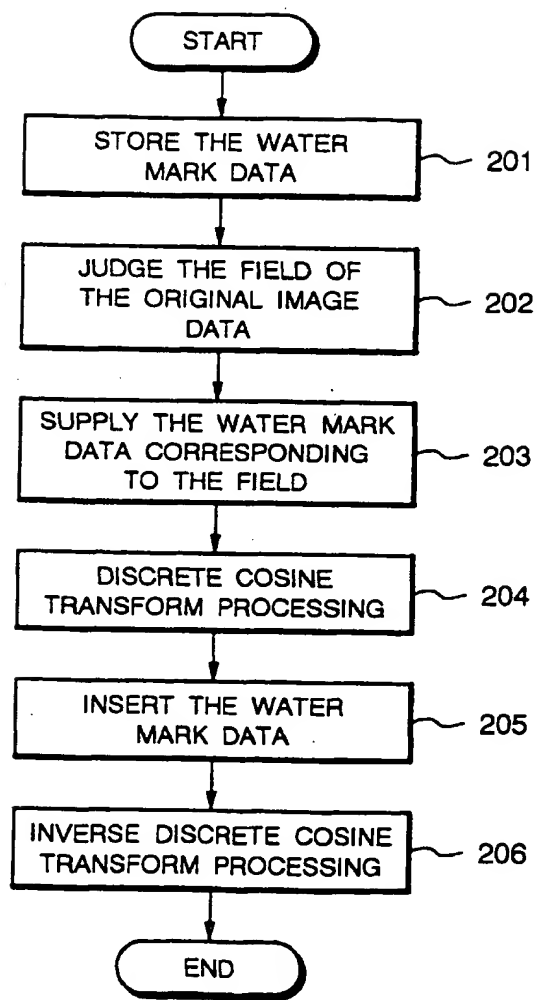 START
STORE THE WATER
MARK DATA
201
JUDGE THE FIELD OF
THE ORIGINAL IMAGE
DATA
202
SUPPLY THE WATER MARK
DATA CORRESPONDING
TO THE FIELD
203
DISCRETE COSINE
TRANSFORM PROCESSING
204
INSERT THE WATER
MARK DATA
205
INVERSE DISCRETE COSINE
TRANSFORM PROCESSING
206
END